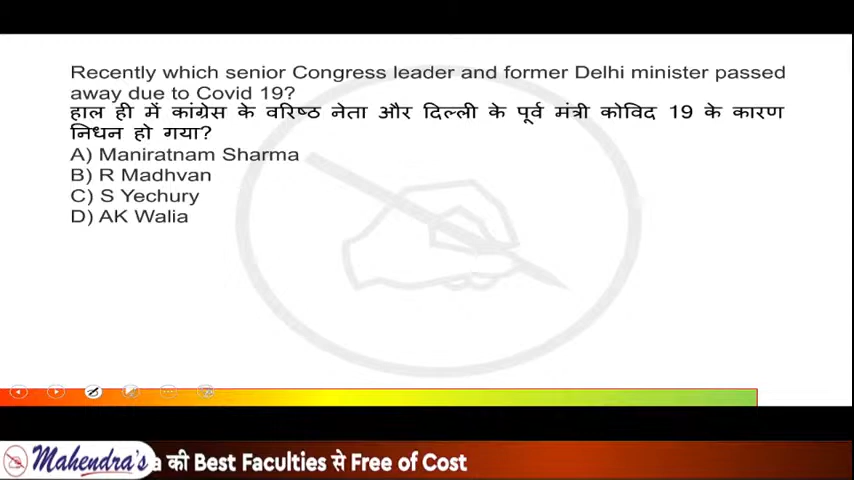 Recently which senior Congress leader and former Delhi minister passed
away due to Covid 19?
हाल ही में कांग्रेस के वरिष्ठ नेता और दिल्ली के पूर्व मंत्री कोविद 19 के कारण
निधन हो गया?
A) Maniratnam Sharma
B) R Madhvan
C) S Yechury
D) AK Walia
Mahendra's की Best Faculties से Free of Cost